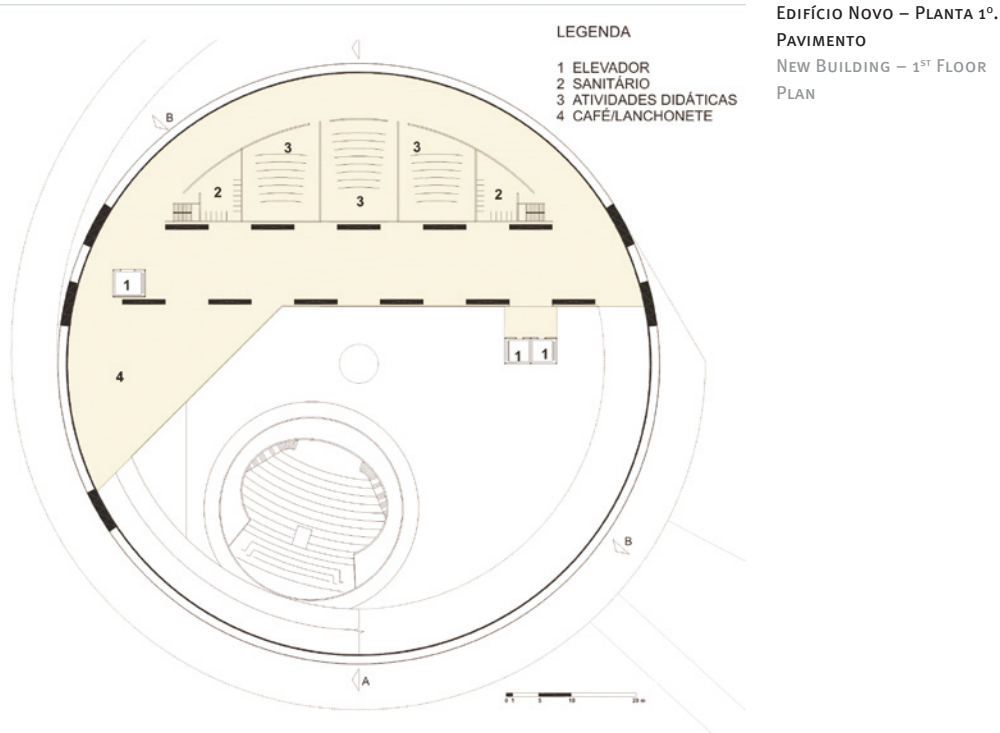 EDIFÍCIO NOVO – PLANTA 1º.
PAVIMENTO
NEW BUILDING – 1ST FLOOR
PLAN
LEGENDA
1 ELEVADOR
2 SANITÁRIO
3 ATIVIDADES DIDÁTICAS
4 CAFÉ/LANCHONETE
B
3
3
2
3
2
1
1
1
4
B
A
0 1 5 10 20 m